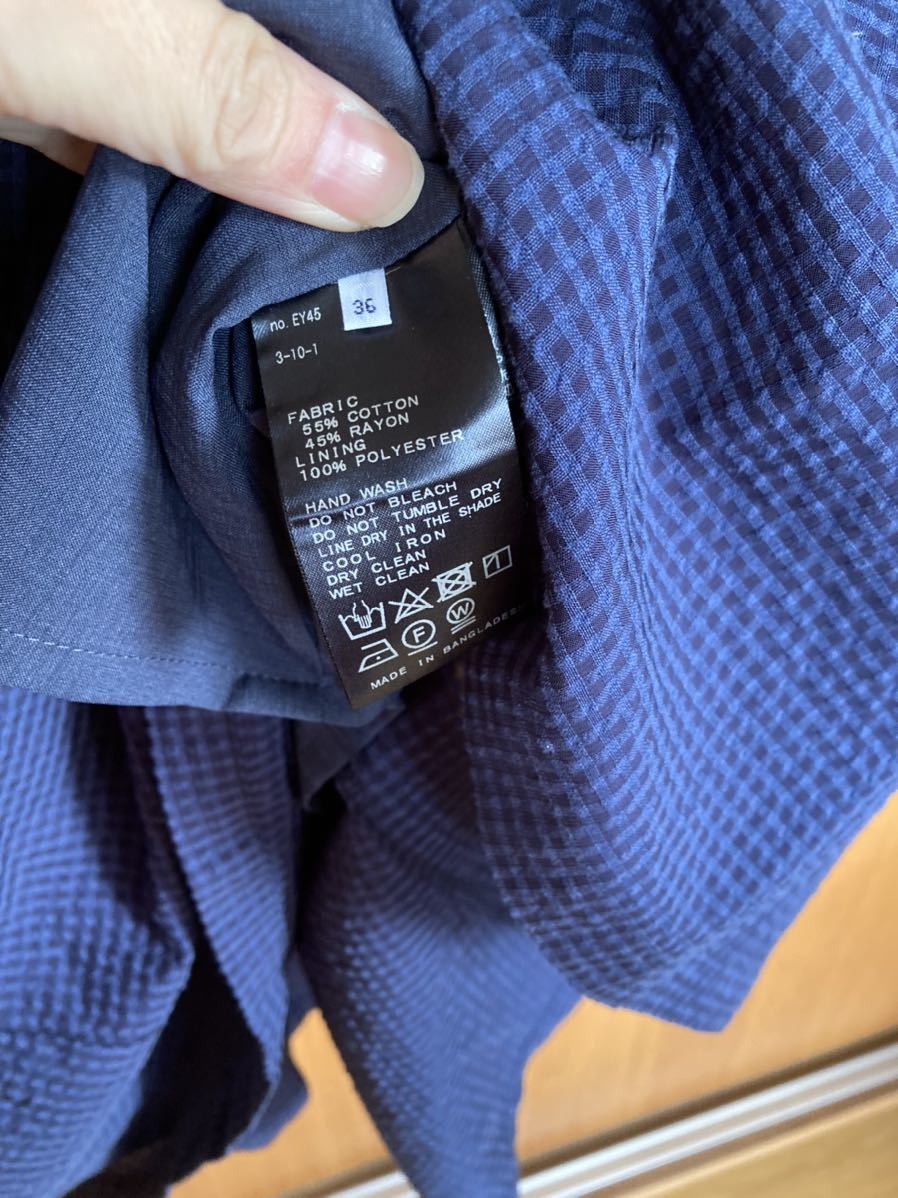 no. EY45
36
3-10-1
FABRIC
55% COTTON
45% RAYON
LINING
100% POLYESTER
HAND WASH
DO NOT BLEACH
DO NOT TUMBLE DRY
LINE DRY IN THE SHADE
COOL IRON
DRY CLEAN
WET CLEAN
F W
MADE IN BANGLADESH